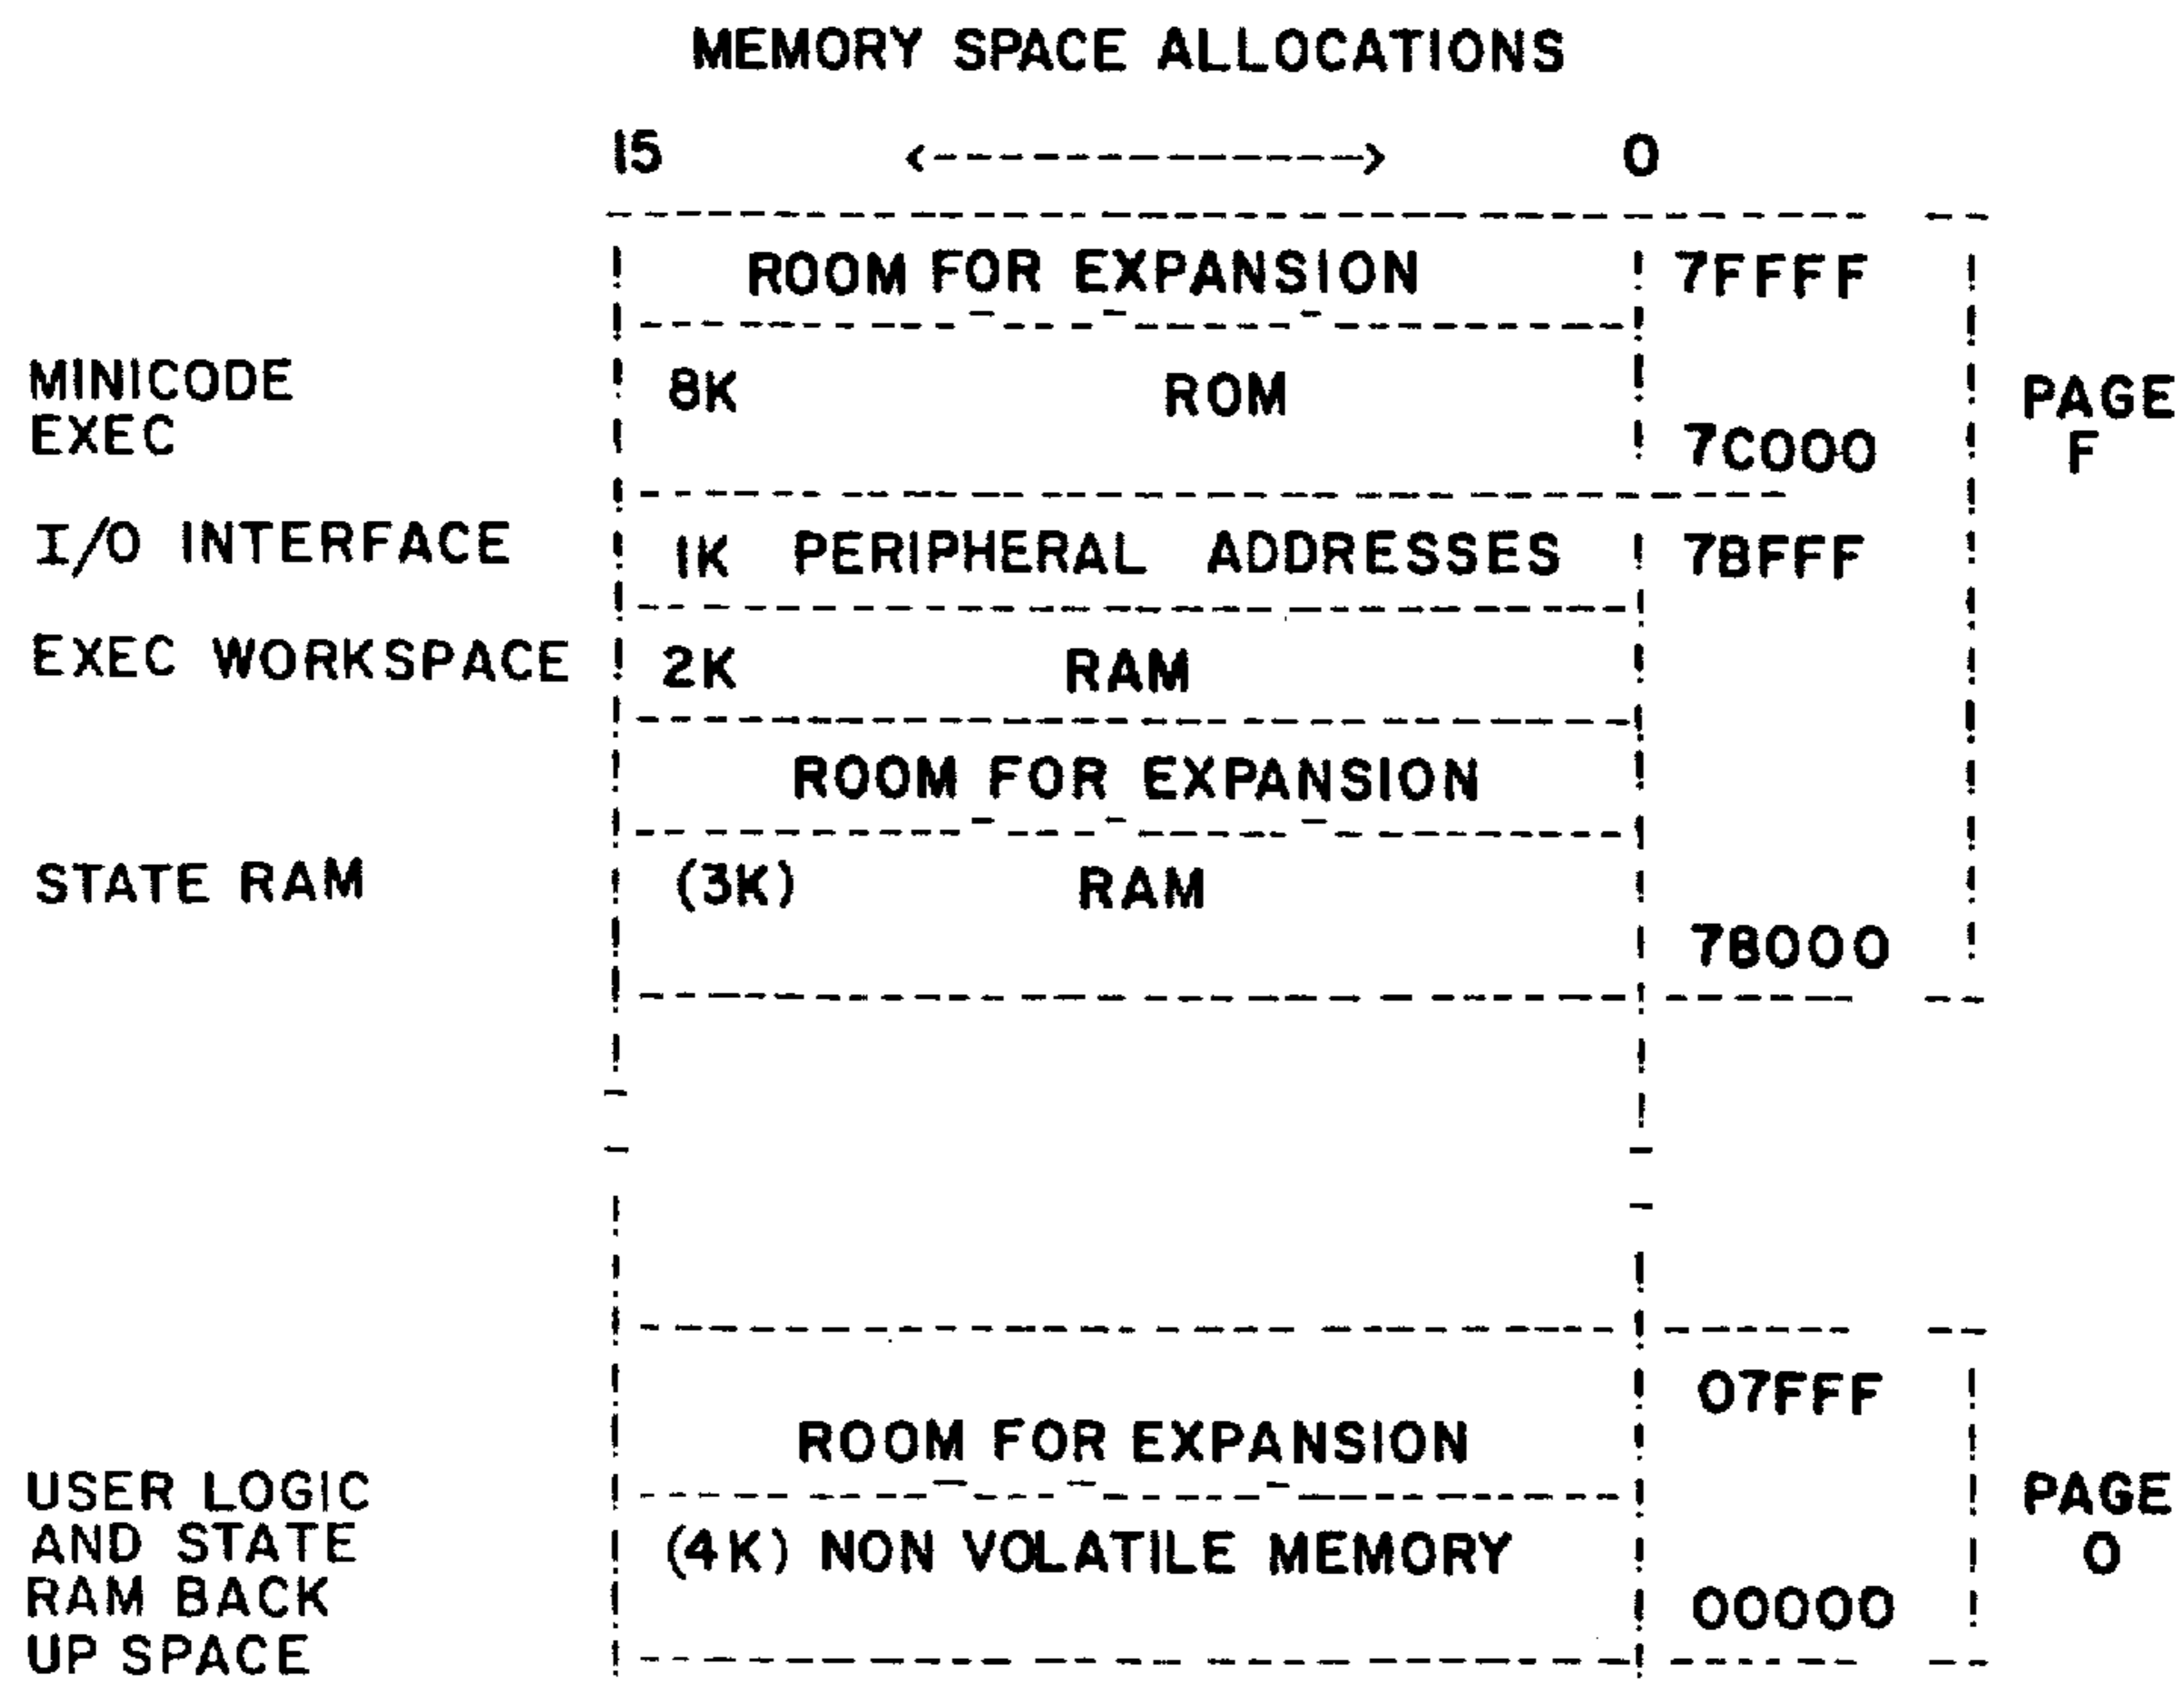 MEMORY SPACE ALLOCATIONS
15 <--------------> 0
ROOM FOR EXPANSION 7FFFF
MINICODE 8K ROM PAGE
EXEC 7C000 F
I/O INTERFACE 1K PERIPHERAL ADDRESSES 7BFFF
EXEC WORKSPACE 2K RAM
ROOM FOR EXPANSION
STATE RAM (3K) RAM
7B000
07FFF
ROOM FOR EXPANSION
USER LOGIC PAGE
AND STATE (4K) NON VOLATILE MEMORY 0
RAM BACK 00000
UP SPACE